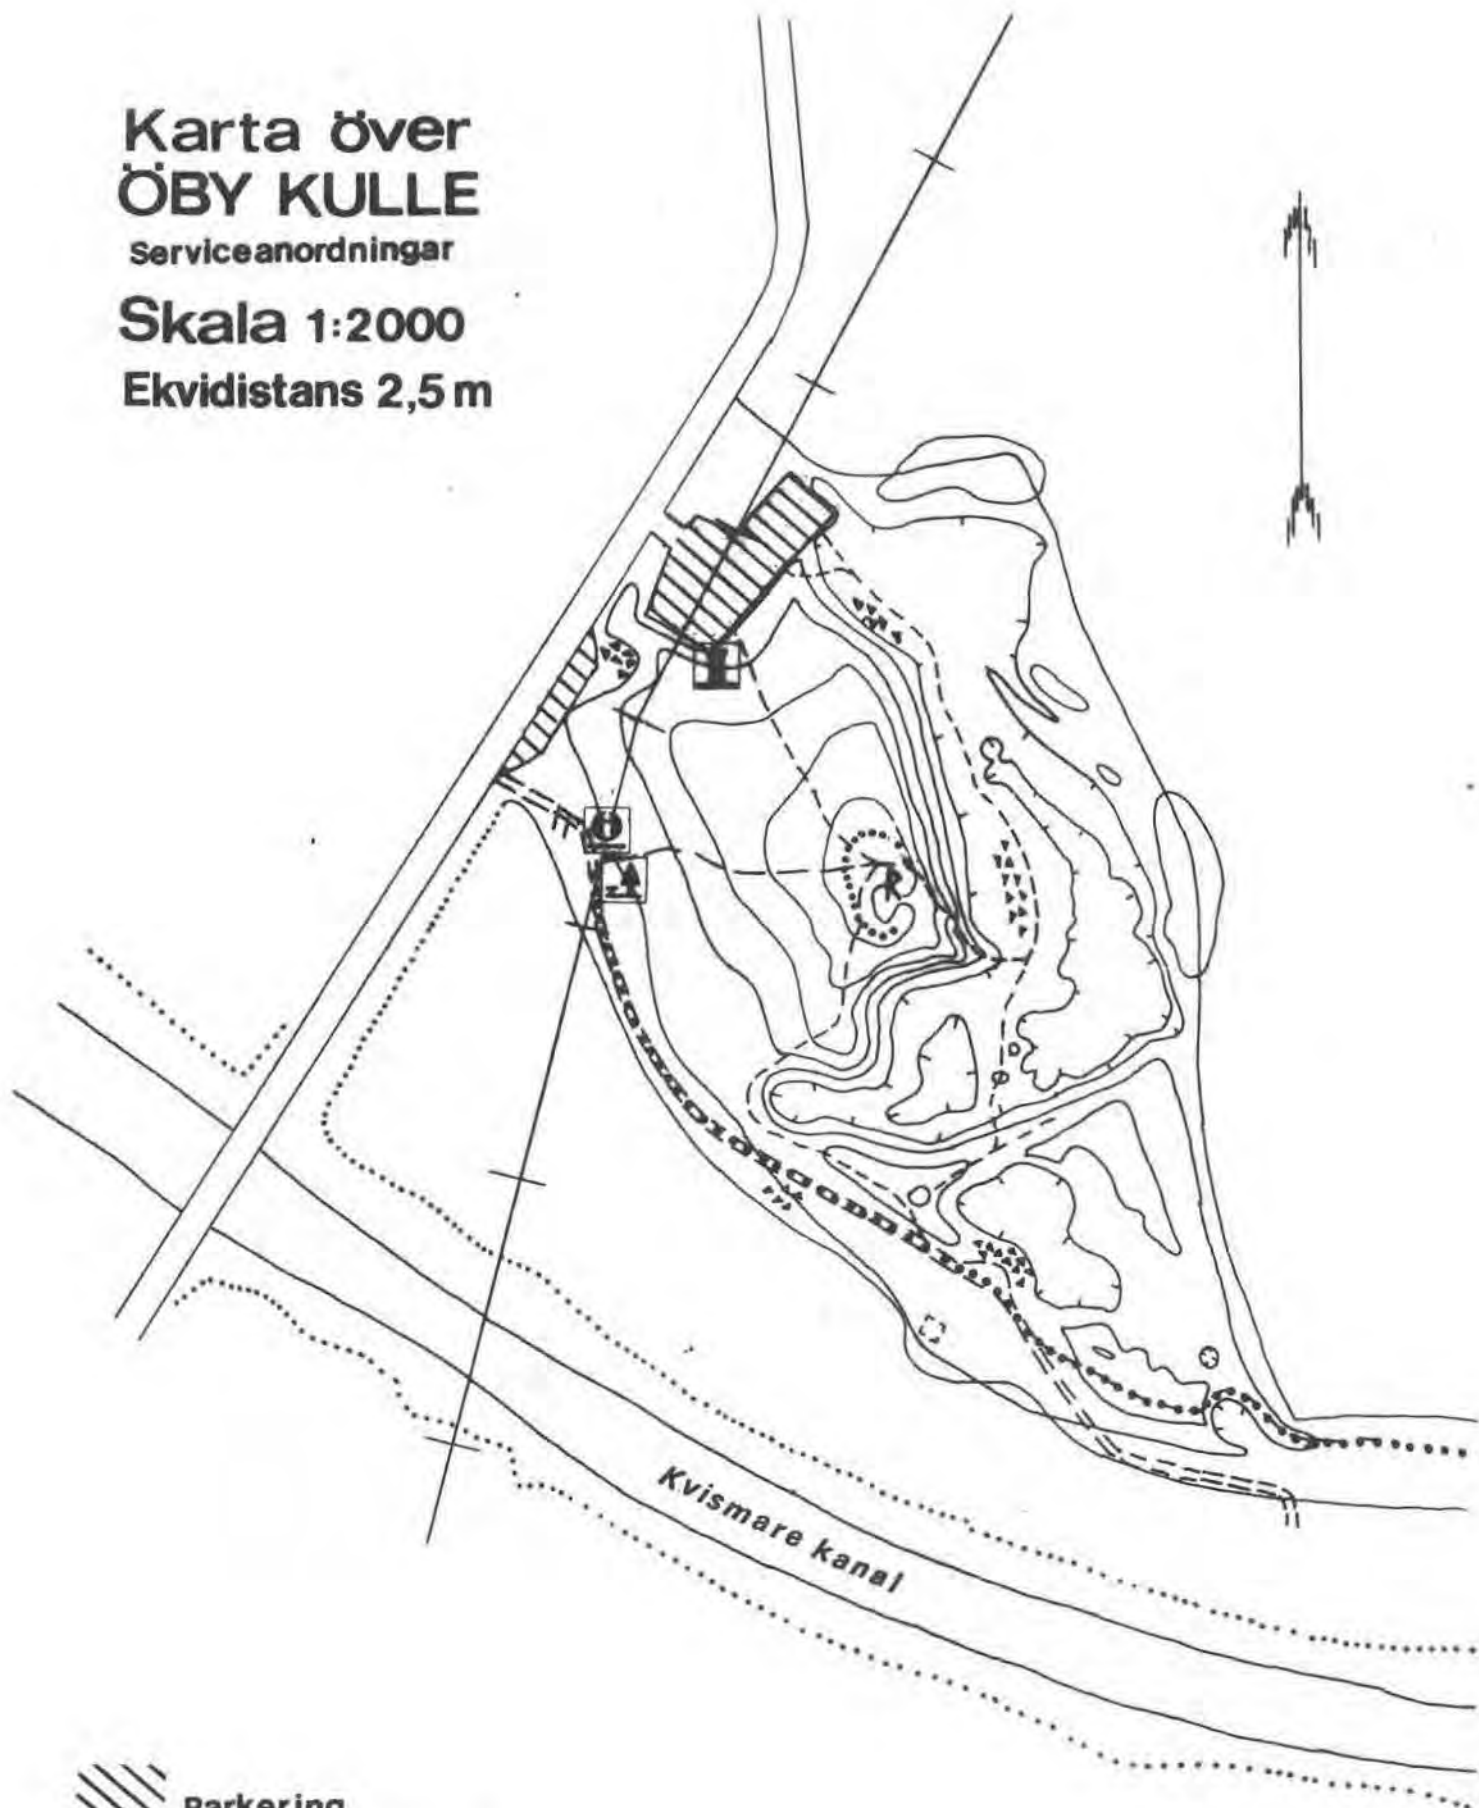 Karta över
ÖBY KULLE
Serviceanordningar
Skala 1:2000
Ekvidistans 2,5 m
Kvismare kanal
Parkering